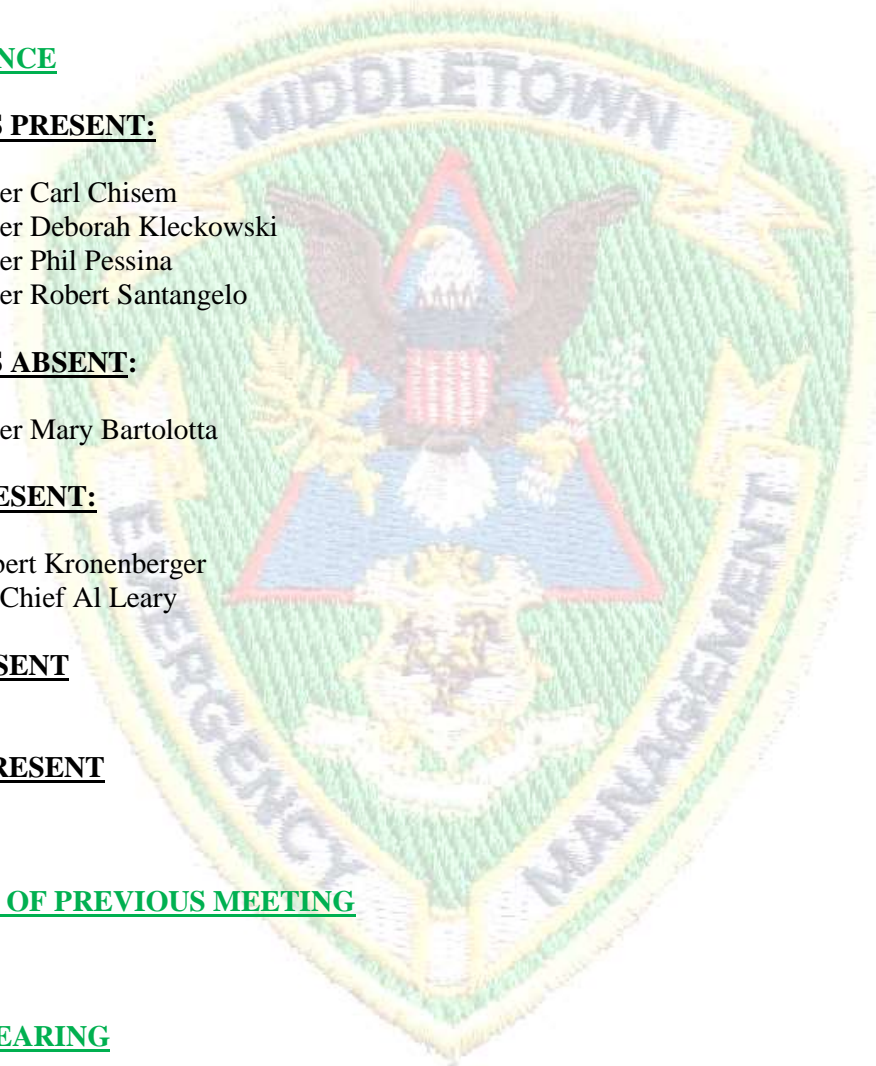 NCE
S PRESENT:
er Carl Chisem
er Deborah Kleckowski
er Phil Pessina
er Robert Santangelo
S ABSENT:
er Mary Bartolotta
ESENT:
bert Kronenberger
Chief Al Leary
SENT
RESENT
OF PREVIOUS MEETING
EARING
MIDDLETOWN
EMERGENCY
MANAGEMENT